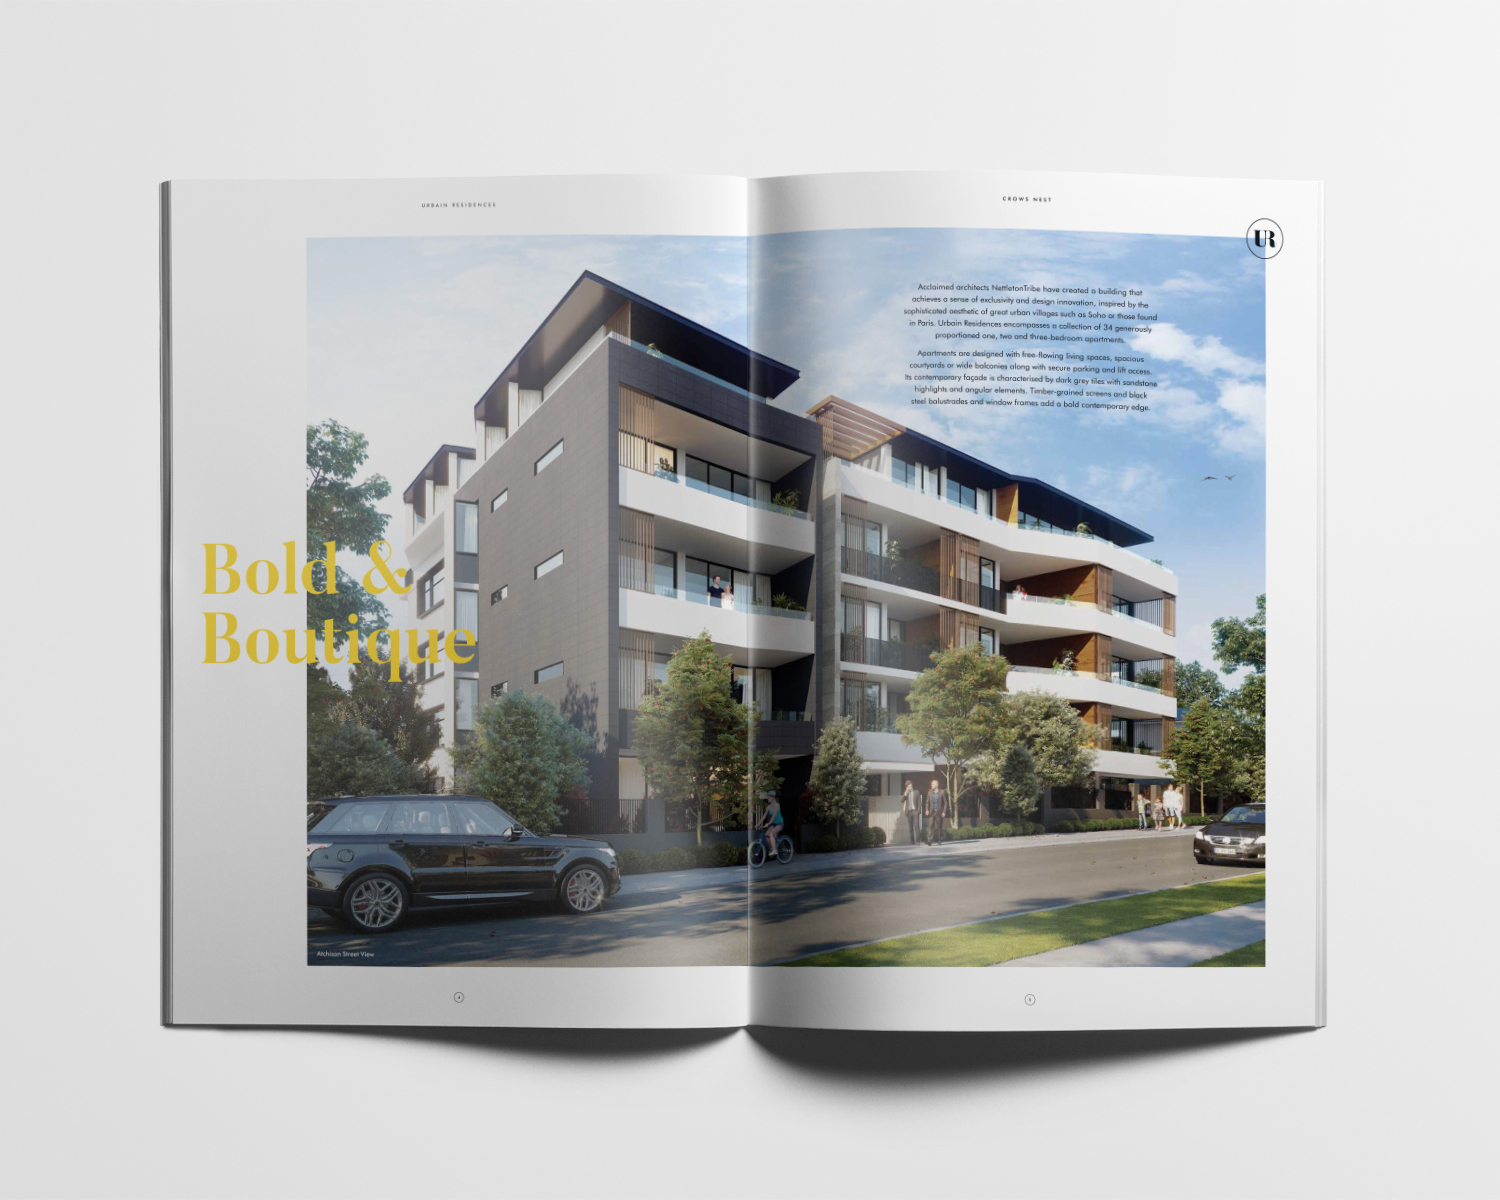 URBAIN RESIDENCES
CROWS NEST
UR
Acclaimed architects NettletonTribe have created a building that
achieves a sense of exclusivity and design innovation, inspired by the
sophisticated aesthetic of great urban villages such as Soho or those found
in Paris. Urbain Residences encompasses a collection of 34 generously
proportioned one, two and three-bedroom apartments.
Apartments are designed with free-flowing living spaces, spacious
courtyards or wide balconies along with secure parking and lift access.
Its contemporary façade is characterised by dark grey tiles with sandstone
highlights and angular elements. Timber-grained screens and black
steel balustrades and window frames add a bold contemporary edge.
Bold &
Boutique
Atchison Street View